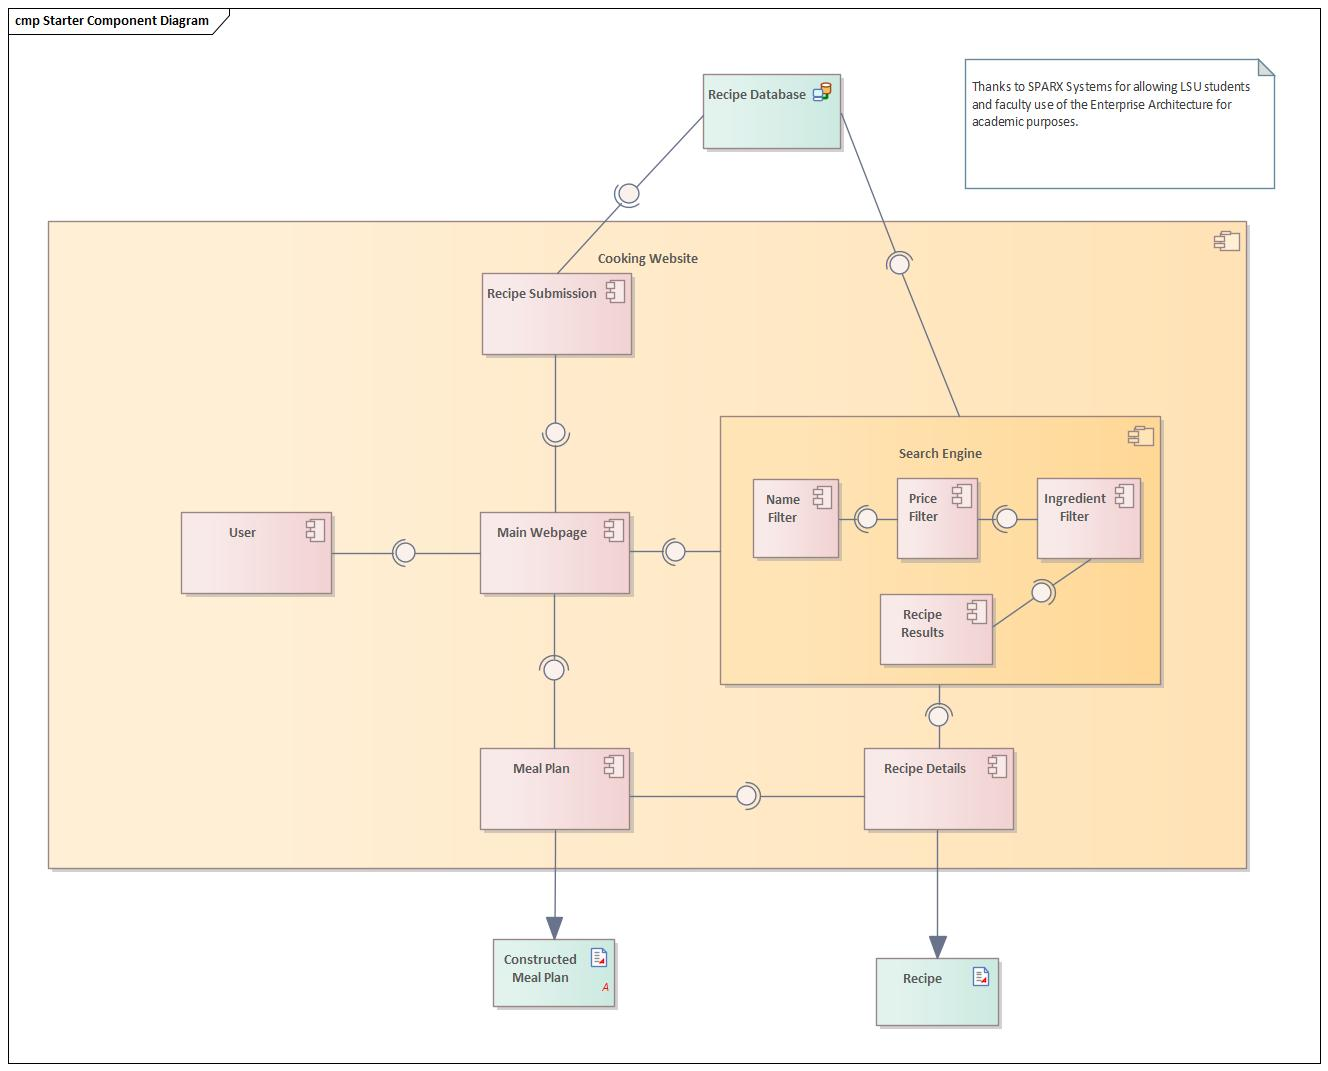 cmp Starter Component Diagram
Recipe Database
Thanks to SPARX Systems for allowing LSU students
and faculty use of the Enterprise Architecture for
academic purposes.
Cooking Website
Recipe Submission
Search Engine
Name
Filter
Price
Filter
Ingredient
Filter
User
Main Webpage
Recipe
Results
Meal Plan
Recipe Details
Constructed
Meal Plan
A
Recipe